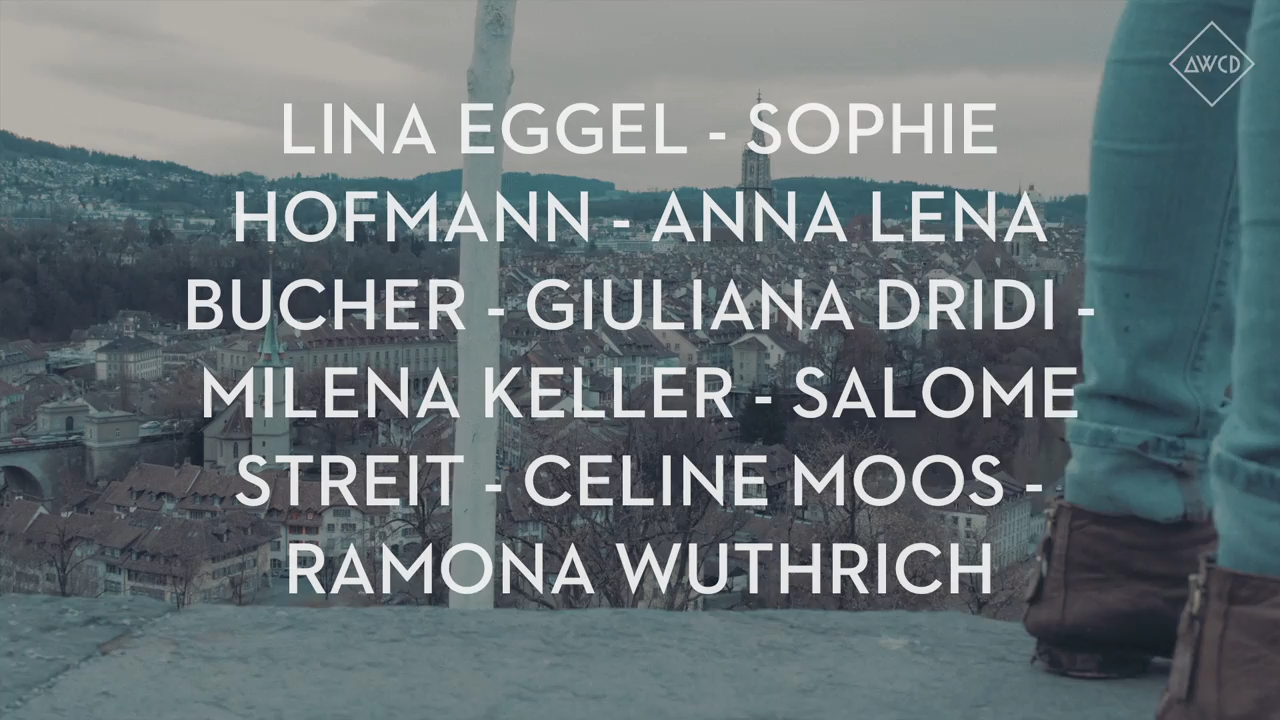 AWCD
LINA EGGEL - SOPHIE
HOFMANN - ANNA LENA
BUCHER - GIULIANA DRIDI -
MILENA KELLER - SALOME
STREIT - CELINE MOOS -
RAMONA WUTHRICH